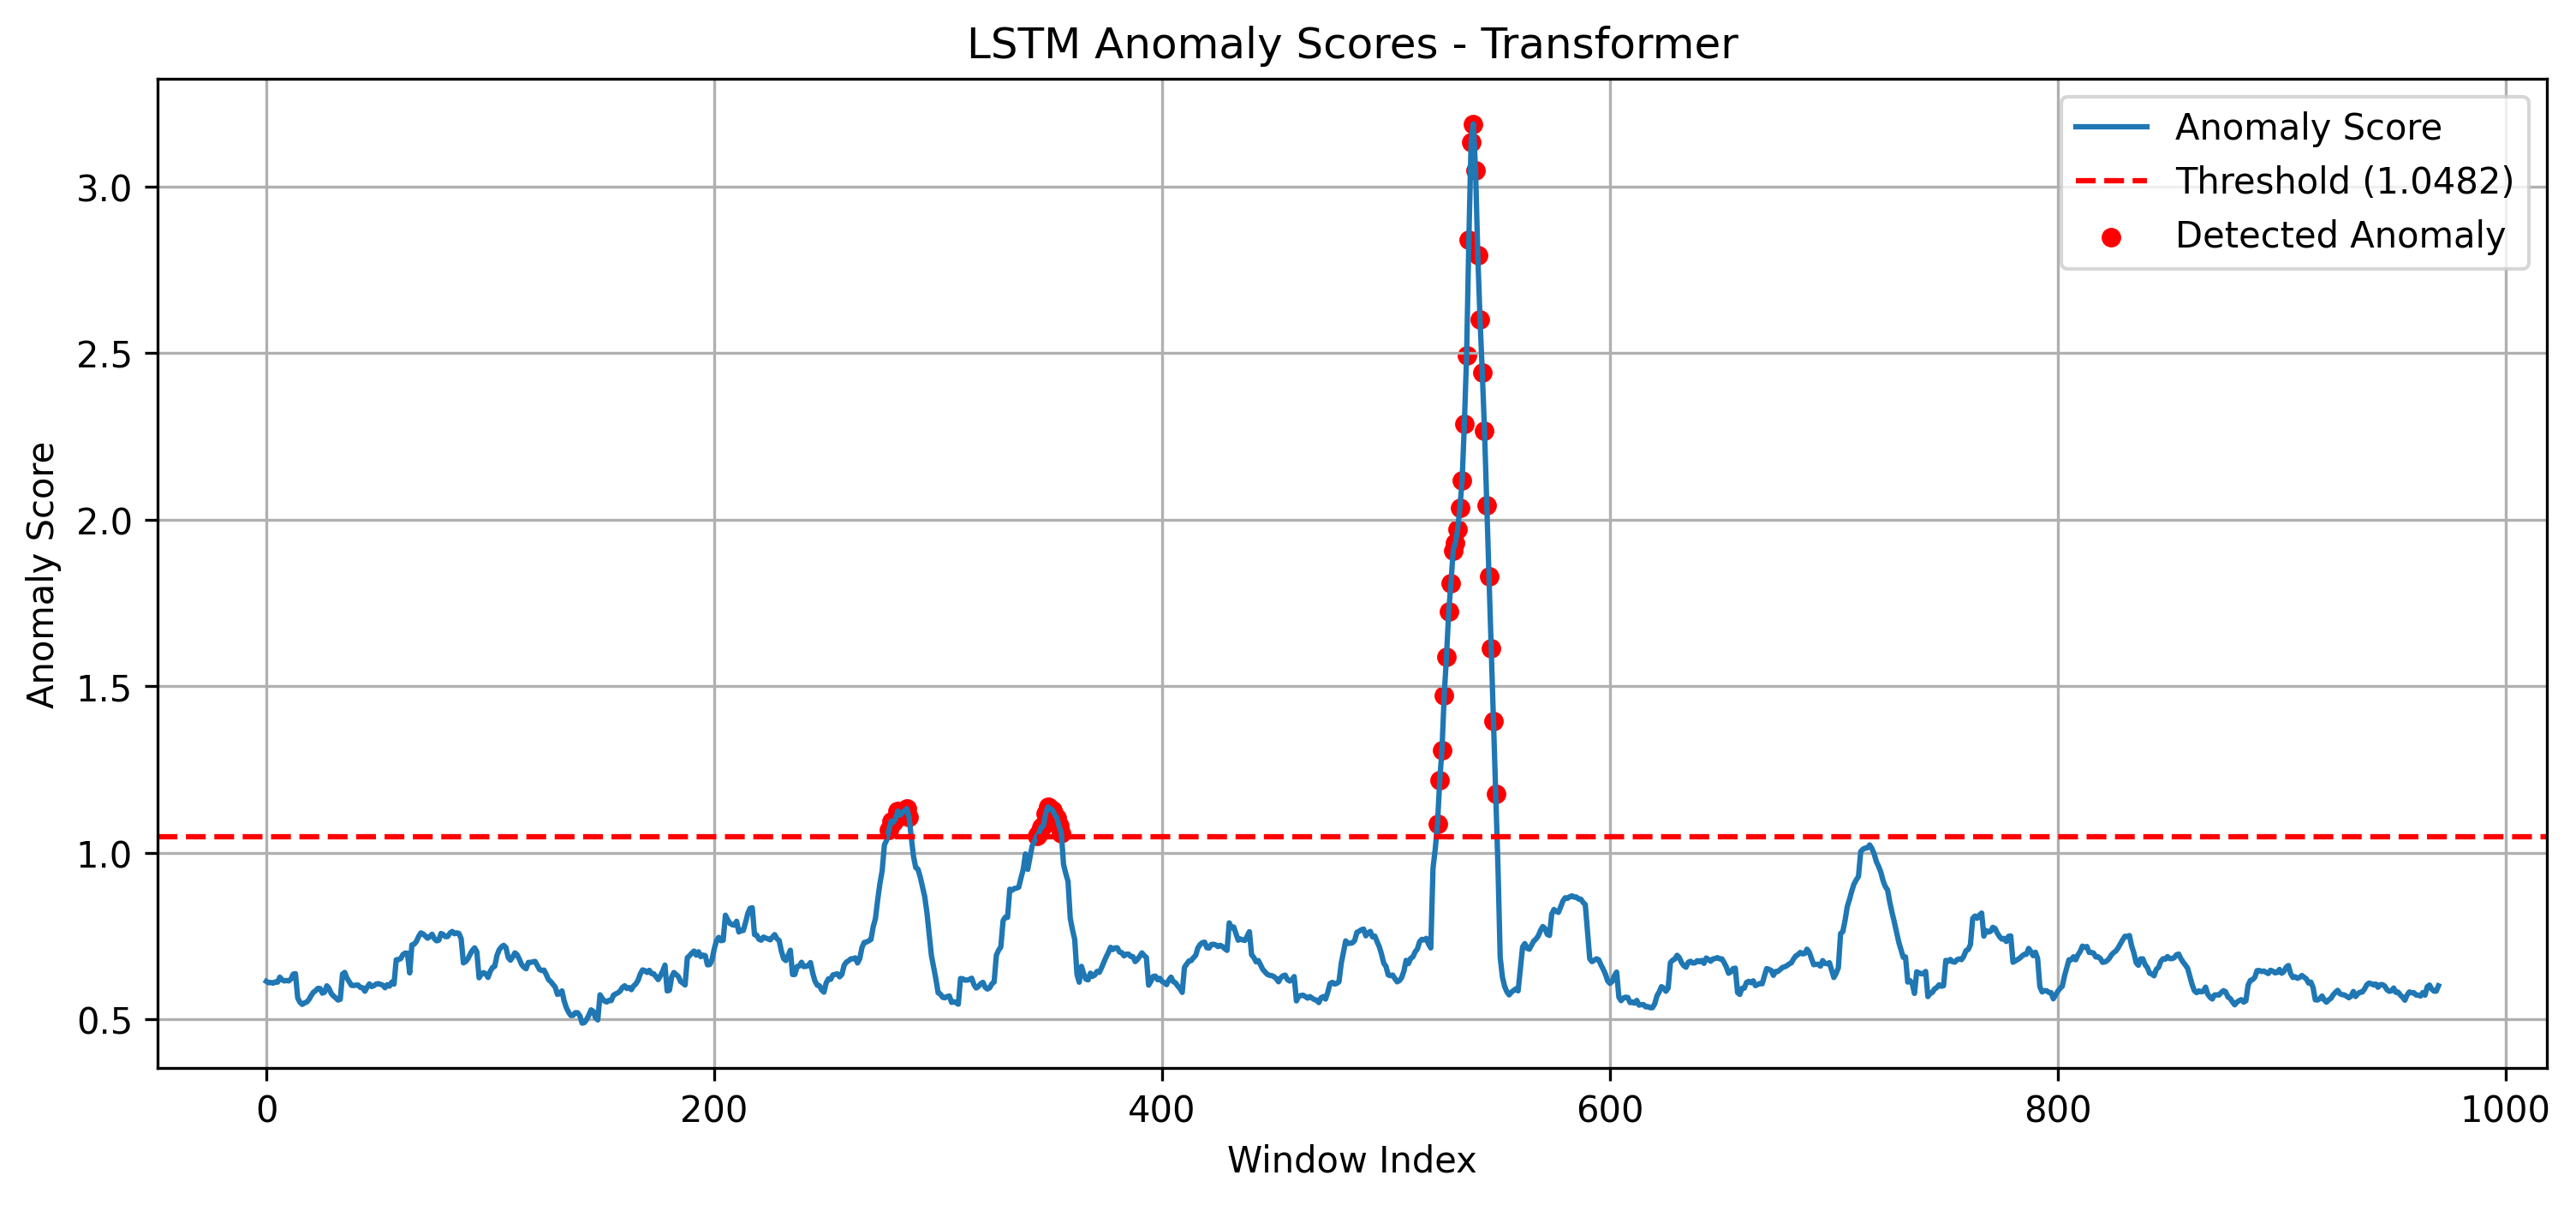 LSTM Anomaly Scores - Transformer
Anomaly Score
Threshold (1.0482)
Detected Anomaly
3.0
2.5
2.0
1.5
1.0
0.5
Anomaly Score
0
200
400
600
800
1000
Window Index